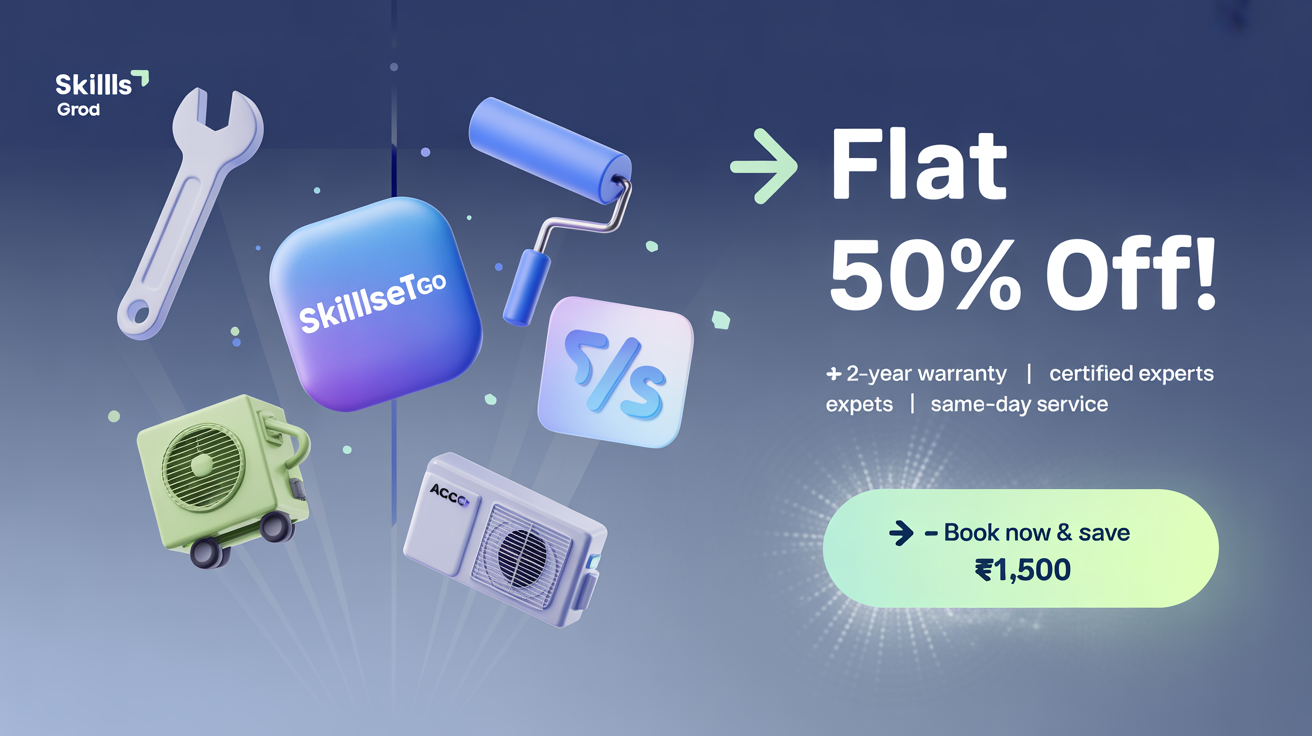 Skillls
Grod
SkilllseTGO
ACCO
Flat
50% Off!
+ 2-year warranty | certified experts
expets | same-day service
→ – Book now & save
₹1,500